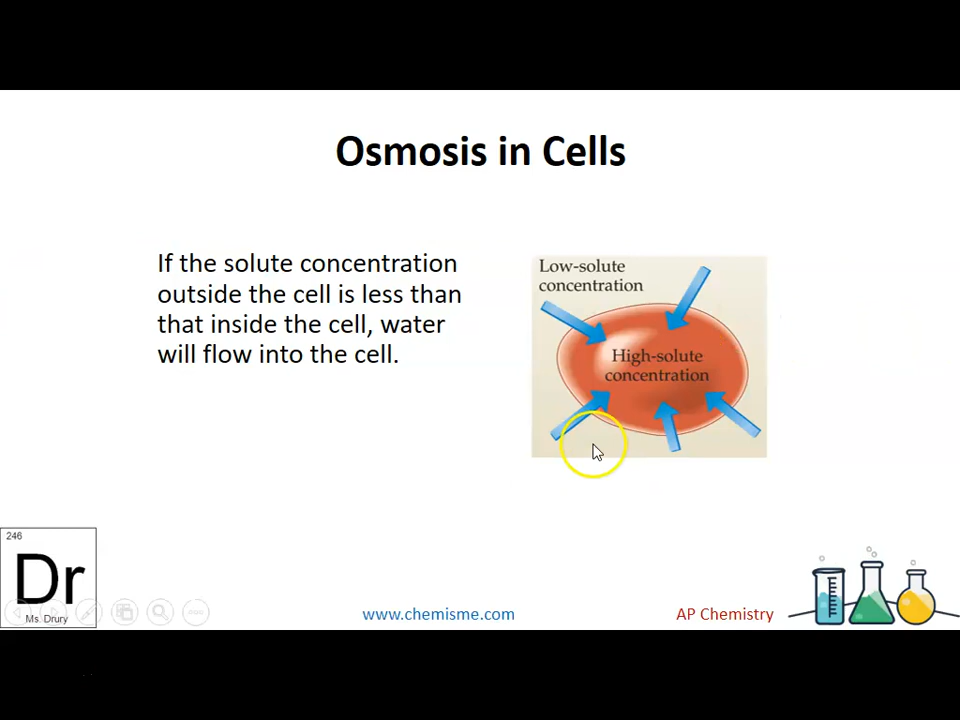 Osmosis in Cells
If the solute concentration
outside the cell is less than
that inside the cell, water
will flow into the cell.
Low-solute
concentration
High-solute
concentration
246
Dr
Ms. Drury
www.chemisme.com
AP Chemistry